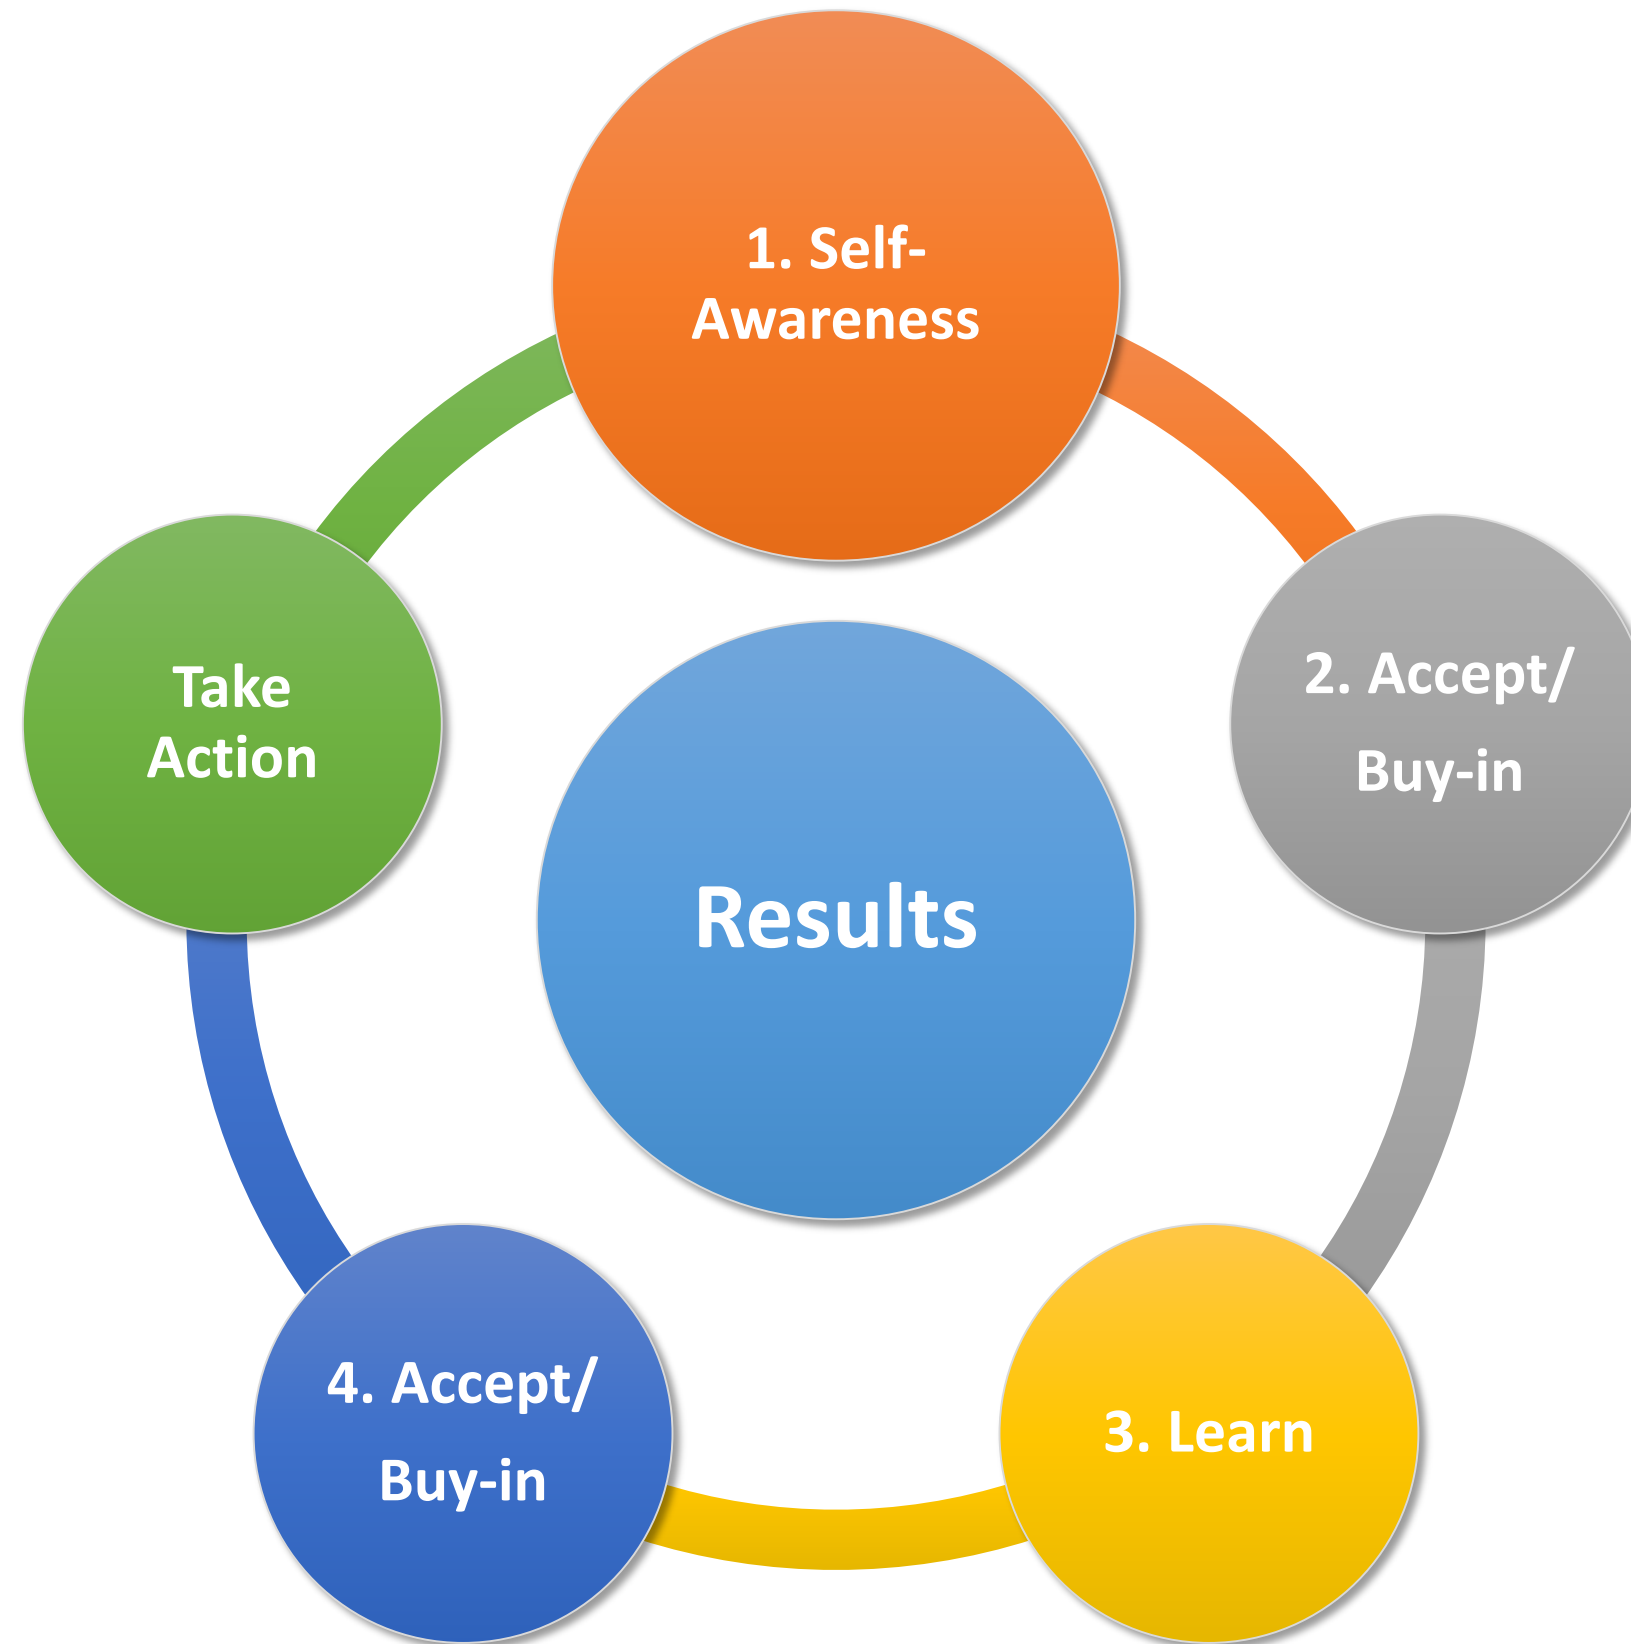 1. Self-
Awareness
2. Accept/
Buy-in
3. Learn
4. Accept/
Buy-in
Take
Action
Results